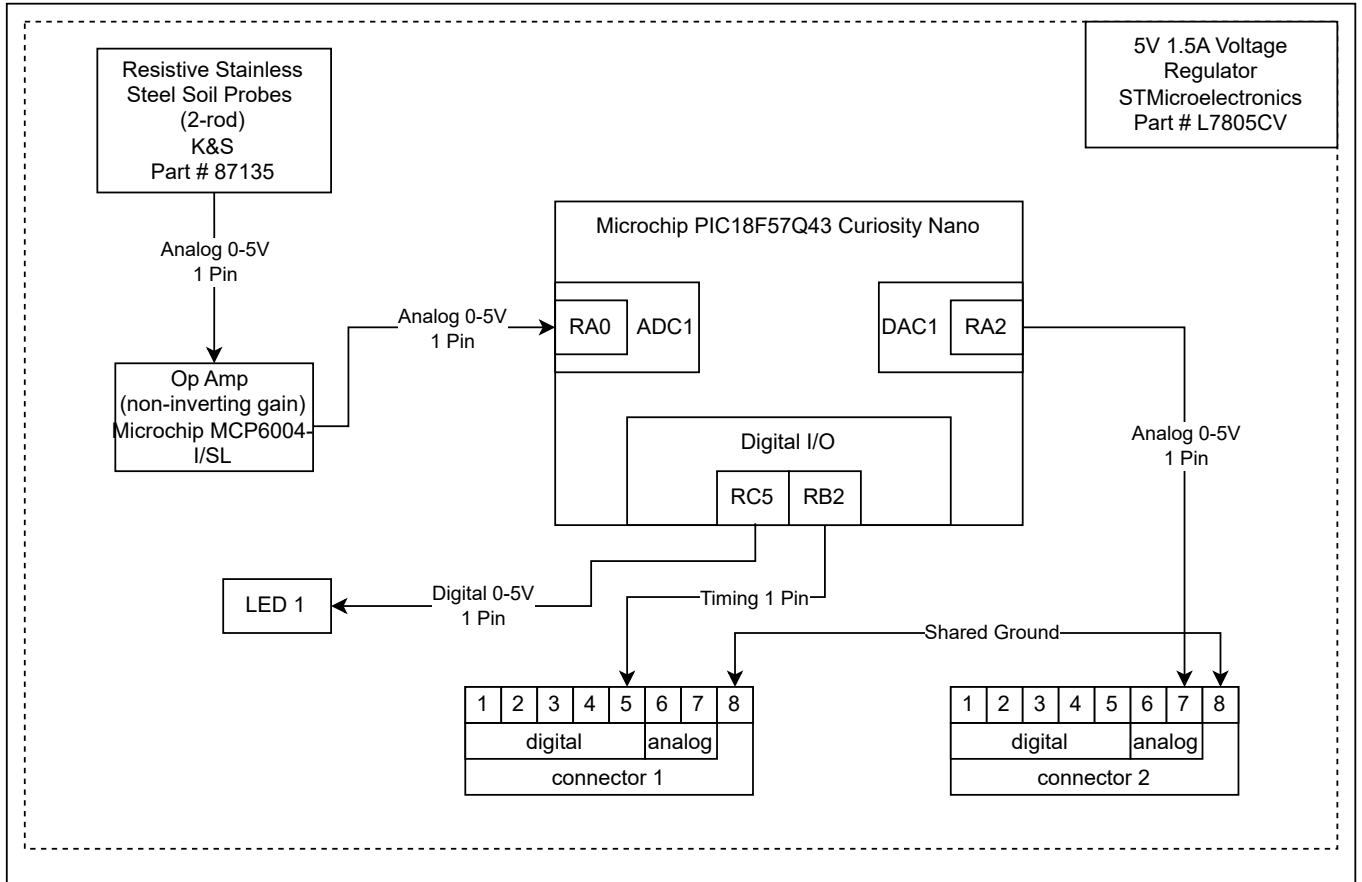 Resistive Stainless
Steel Soil Probes
(2-rod)
K&S
Part # 87135
5V 1.5A Voltage
Regulator
STMicroelectronics
Part # L7805CV
Analog 0-5V
1 Pin
Microchip PIC18F57Q43 Curiosity Nano
Analog 0-5V
1 Pin
RA0
ADC1
DAC1
RA2
Op Amp
(non-inverting gain)
Microchip MCP6004-
I/SL
Analog 0-5V
1 Pin
Digital I/O
RC5
RB2
LED 1
Digital 0-5V
1 Pin
Timing 1 Pin
Shared Ground
1 2 3 4 5 6 7 8
digital analog
connector 1
1 2 3 4 5 6 7 8
digital analog
connector 2